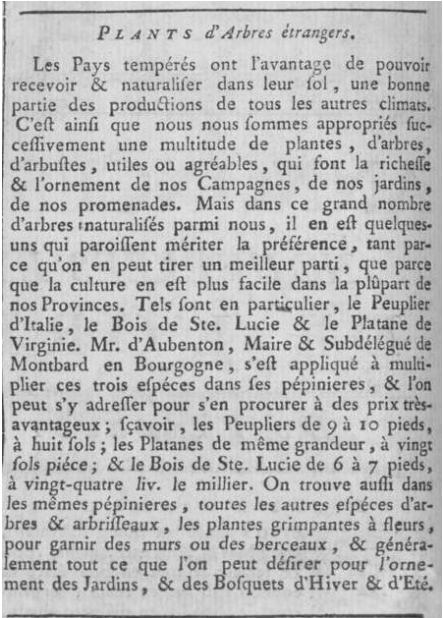 PLANTS d'Arbres étrangers.
Les Pays tempérés ont l'avantage de pouvoir
recevoir & naturaliſer dans leur ſol, une bonne
partie des productions de tous les autres climats.
C'eſt ainſi que nous nous ſommes appropriés ſuc-
ceſſivement une multitude de plantes, d'arbres,
d'arbuſtes, utiles ou agréables, qui font la richeſſe
& l'ornement de nos Campagnes, de nos jardins,
de nos promenades. Mais dans ce grand nombre
d'arbres naturaliſés parmi nous, il en eſt quelques-
uns qui paroiſſent mériter la préférence, tant par-
ce qu'on en peut tirer un meilleur parti, que parce
que la culture en eſt plus facile dans la plûpart de
nos Provinces. Tels ſont en particulier, le Peuplier
d'Italie, le Bois de Ste. Lucie & le Platane de
Virginie. Mr. d'Aubenton, Maire & Subdélégué de
Montbard en Bourgogne, s'eſt appliqué à multi-
plier ces trois eſpéces dans ſes pépinieres, & l'on
peut s'y adreſſer pour s'en procurer à des prix très-
avantageux; ſçavoir, les Peupliers de 9 à 10 pieds,
à huit ſols; les Platanes de même grandeur, à vingt
ſols piéce; & le Bois de Ste. Lucie de 6 à 7 pieds,
à vingt-quatre liv. le millier. On trouve auſſi dans
les mêmes pépinieres, toutes les autres eſpéces d'ar-
bres & arbriſſeaux, les plantes grimpantes à fleurs,
pour garnir des murs ou des berceaux, & généra-
lement tout ce que l'on peut déſirer pour l'orne-
ment des Jardins, & des Boſquets d'Hiver & d'Eté.